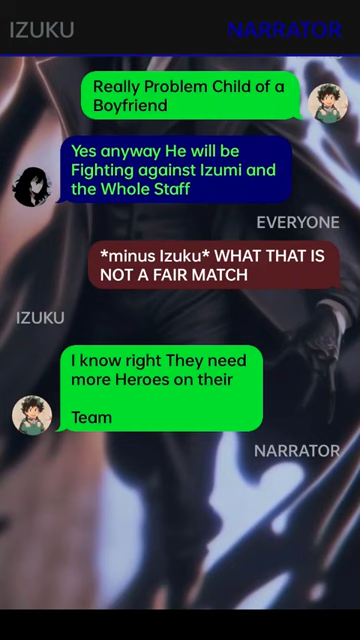 IZUKU
NARRATOR
Really Problem Child of a
Boyfriend
Yes anyway He will be
Fighting against Izumi and
the Whole Staff
EVERYONE
*minus Izuku* WHAT THAT IS
NOT A FAIR MATCH
IZUKU
I know right They need
more Heroes on their
Team
NARRATOR